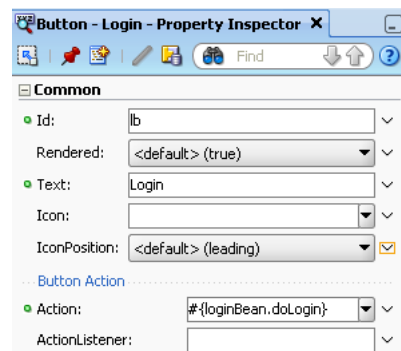 Button - Login - Property Inspector
Find
Common
Id: lb
Rendered: <default> (true)
Text: Login
Icon:
IconPosition: <default> (leading)
Button Action
Action: #{loginBean.doLogin}
ActionListener: